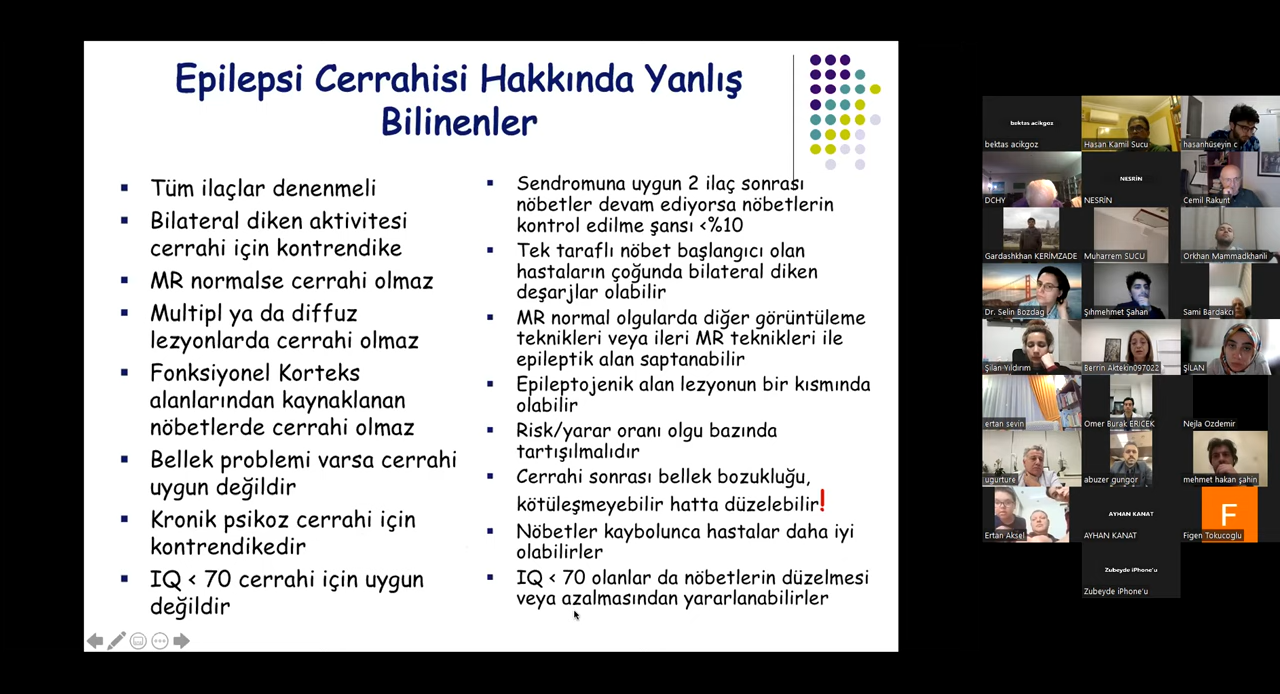 Epilepsi Cerrahisi Hakkında Yanlış
Bilinenler
Tüm ilaçlar denenmeli
Bilateral diken aktivitesi
cerrahi için kontrendike
MR normalse cerrahi olmaz
Multipl ya da diffuz
lezyonlarda cerrahi olmaz
Fonksiyonel Korteks
alanlarından kaynaklanan
nöbetlerde cerrahi olmaz
Bellek problemi varsa cerrahi
uygun değildir
Kronik psikoz cerrahi için
kontrendikedir
IQ < 70 cerrahi için uygun
değildir
Sendromuna uygun 2 ilaç sonrası
nöbetler devam ediyorsa nöbetlerin
kontrol edilme şansı <%10
Tek taraflı nöbet başlangıcı olan
hastaların çoğunda bilateral diken
deşarjlar olabilir
MR normal olgularda diğer görüntüleme
teknikleri veya ileri MR teknikleri ile
epileptik alan saptanabilir
Epileptojenik alan lezyonun bir kısmında
olabilir
Risk/yarar oranı olgu bazında
tartışılmalıdır
Cerrahi sonrası bellek bozukluğu,
kötüleşmeyebilir hatta düzelebilir!
Nöbetler kaybolunca hastalar daha iyi
olabilirler
IQ < 70 olanlar da nöbetlerin düzelmesi
veya azalmasından yararlanabilirler
bektas acikgoz
bektas acikgoz
Hasan Kamil Sucu
hasanhüseyin c
DCHY
NESRİN
NESRİN
Cemil Rakunt
Gardashkhan KERİMZADE
Muharrem SUCU
Orkhan Mammadkhanli
Dr. Selin Bozdag
Şıhmehmet Şahan
Sami Bardakcı
Şilan Yıldırım
Berrin Aktekin097022
ŞİLAN
ertan sevin
Omer Burak ERICEK
Nejla Ozdemir
ugurture
abuzer gungor
mehmet hakan şahin
Ertan Aksel
AYHAN KANAT
AYHAN KANAT
F
Figen Tokucoglu
Zubeyde iPhone'u
Zubeyde iPhone'u